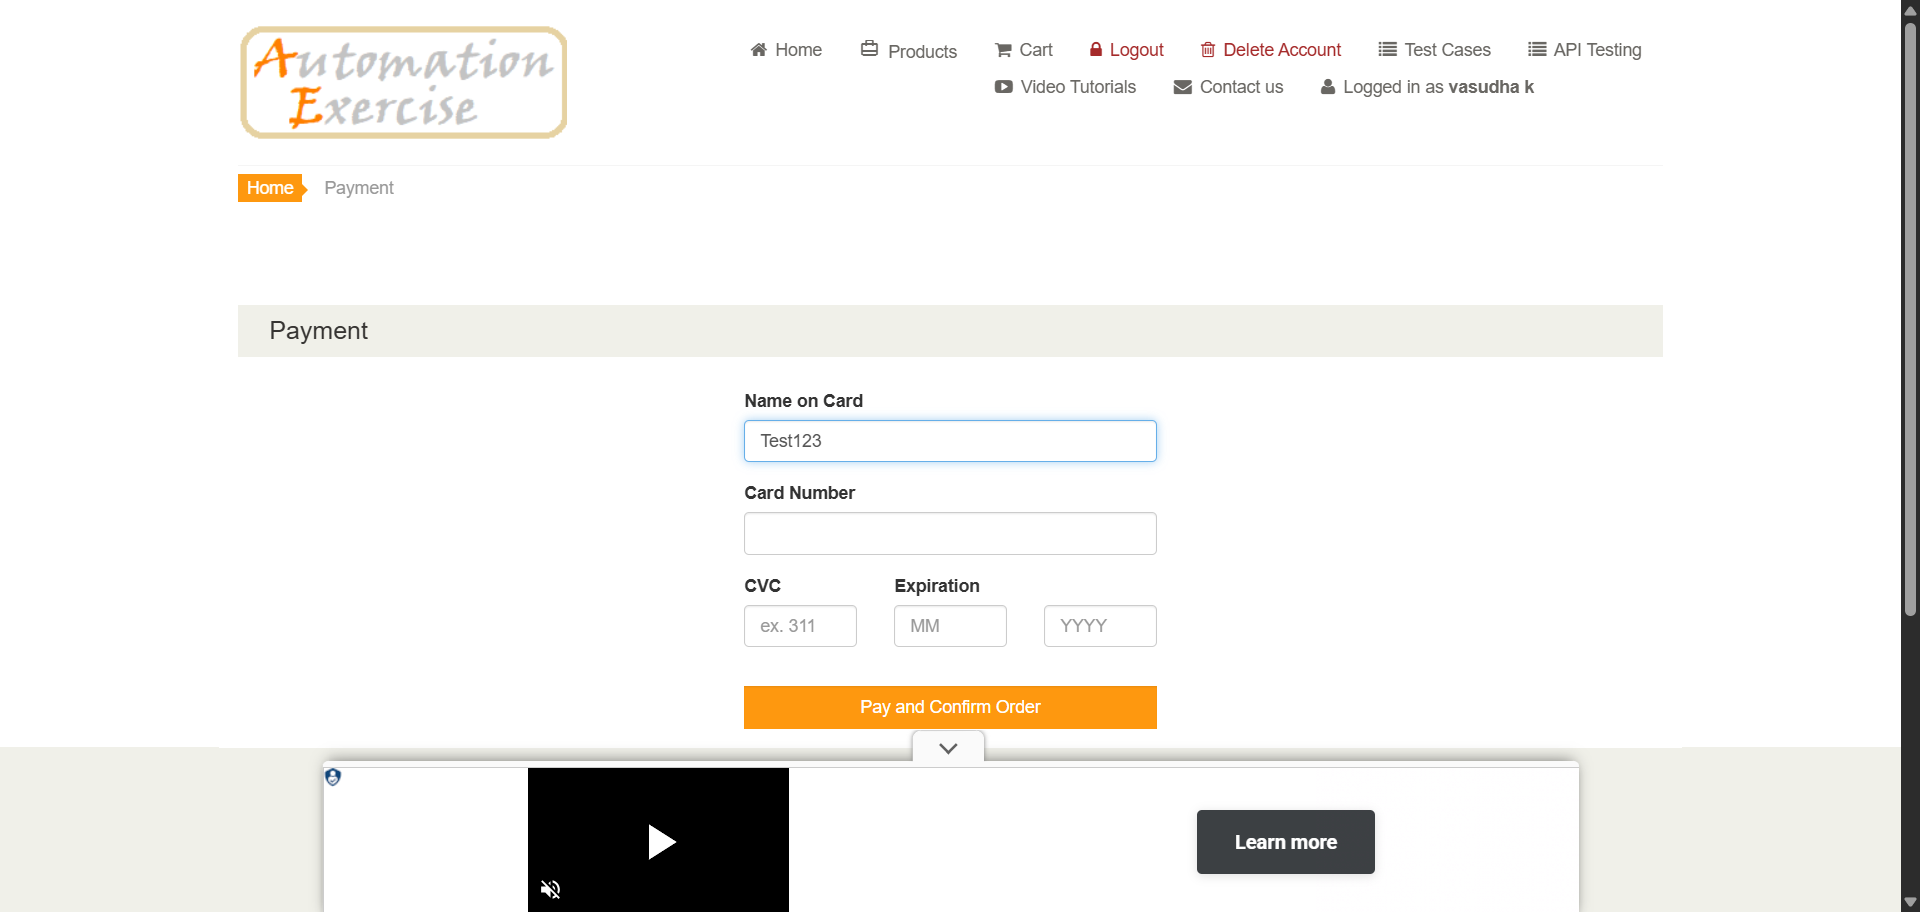 Automation
Exercise
Home Products Cart Logout Delete Account Test Cases API Testing
Video Tutorials Contact us Logged in as vasudha k
Home Payment
Payment
Name on Card
Test123
Card Number
CVC Expiration
ex. 311 MM YYYY
Pay and Confirm Order
Learn more